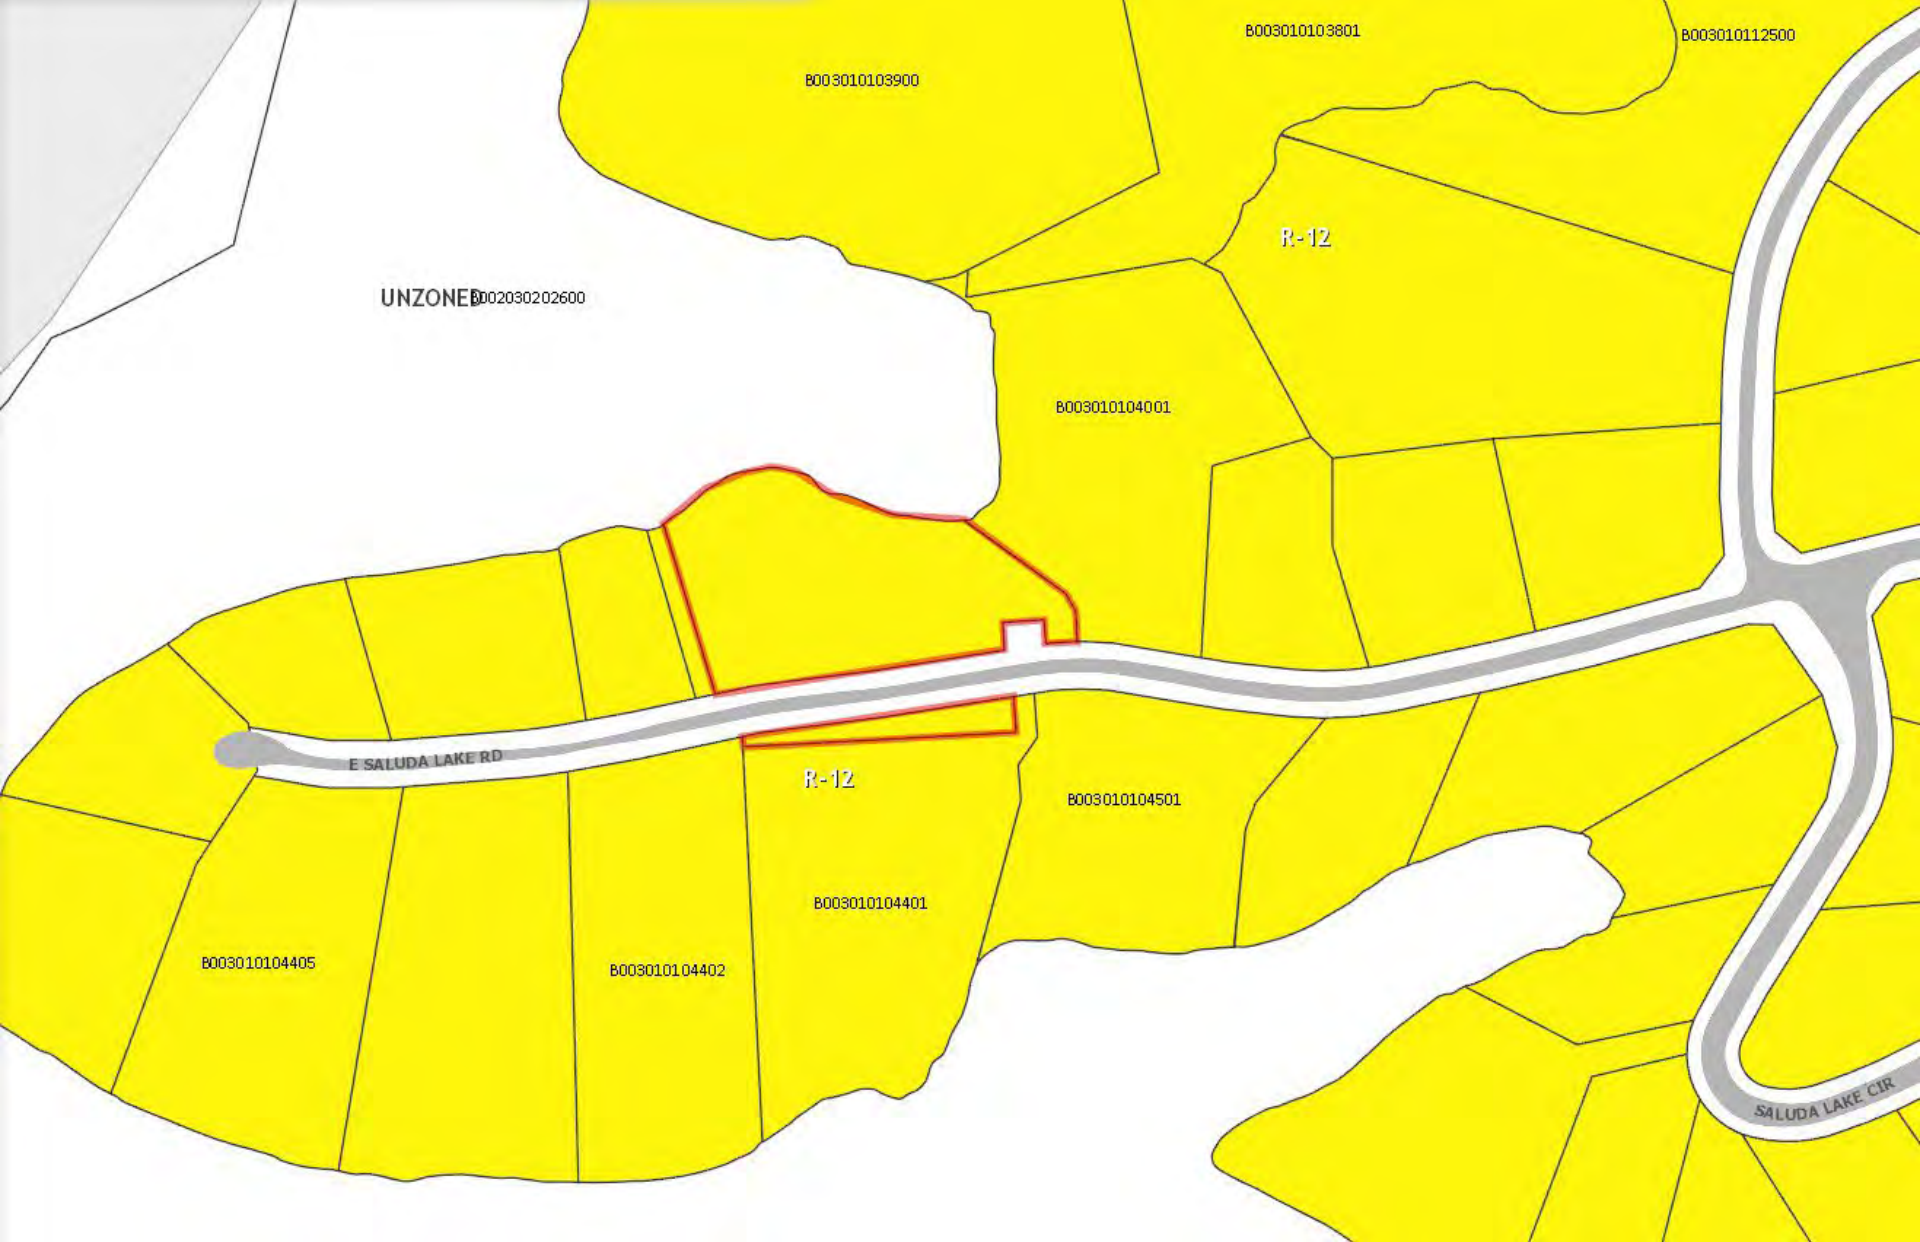 B003010103801
B003010112500
B003010103900
R-12
UNZONED
B002030202600
B003010104001
E SALUDA LAKE RD
R-12
B003010104501
B003010104401
B003010104405
B003010104402
SALUDA LAKE CIR